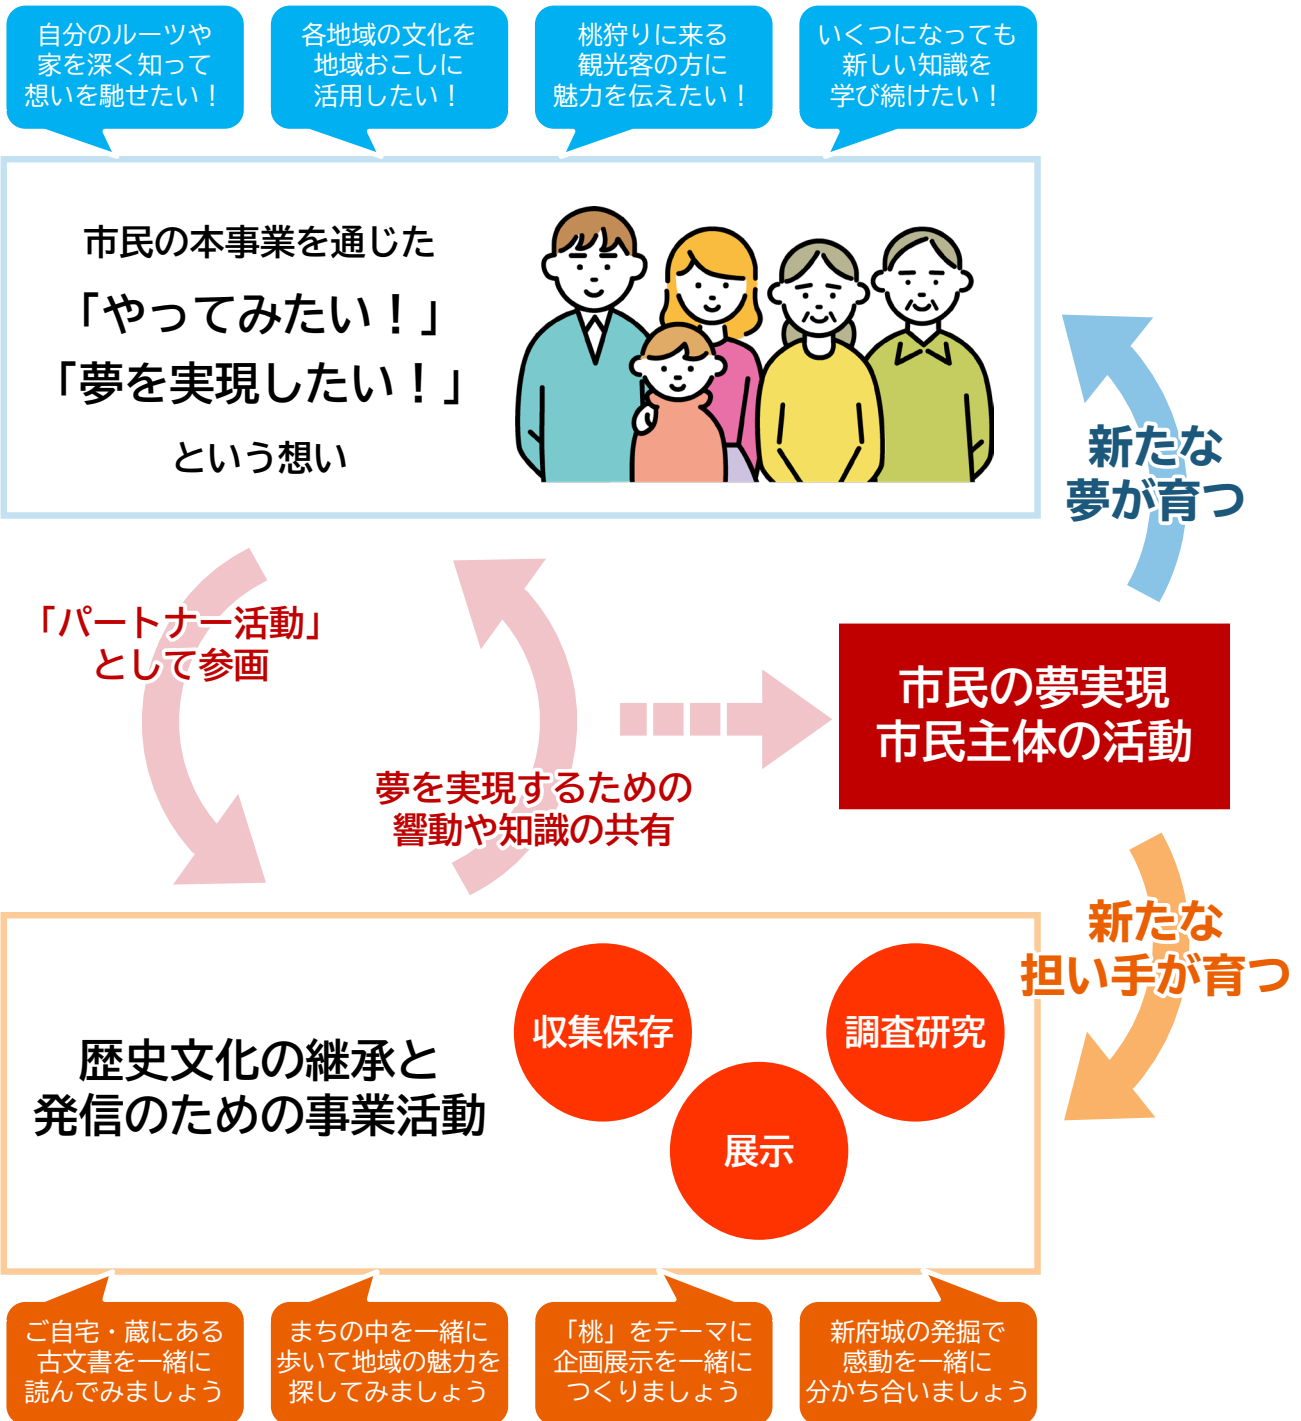 自分のルーツや
家を深く知って
想いを馳せたい！
各地域の文化を
地域おこしに
活用したい！
桃狩りに来る
観光客の方に
魅力を伝えたい！
いくつになっても
新しい知識を
学び続けたい！
市民の本事業を通じた
「やってみたい！」
「夢を実現したい！」
という想い
新たな
夢が育つ
「パートナー活動」
として参画
夢を実現するための
響動や知識の共有
市民の夢実現
市民主体の活動
新たな
担い手が育つ
歴史文化の継承と
発信のための事業活動
収集保存
展示
調査研究
ご自宅・蔵にある
古文書を一緒に
読んでみましょう
まちの中を一緒に
歩いて地域の魅力を
探してみましょう
「桃」をテーマに
企画展示を一緒に
つくりましょう
新府城の発掘で
感動を一緒に
分かち合いましょう